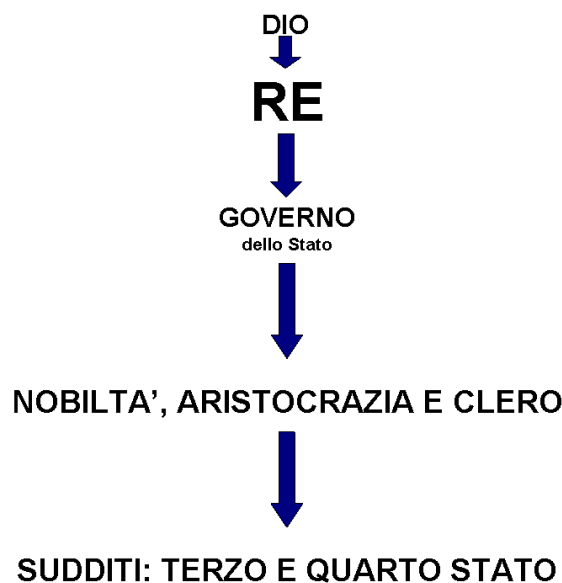 DIO
RE
GOVERNO
dello Stato
NOBILTA', ARISTOCRAZIA E CLERO
SUDDITI: TERZO E QUARTO STATO